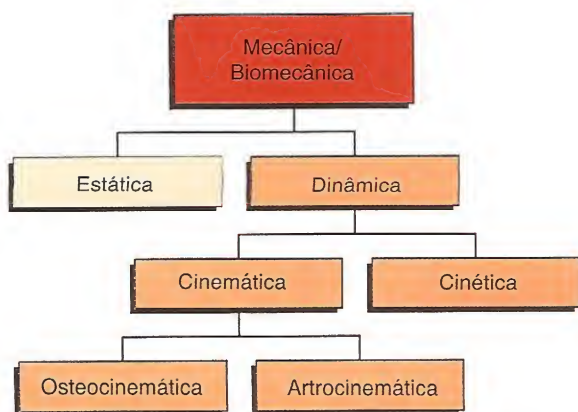 Mecânica/
Biomecânica
Estática
Dinâmica
Cinemática
Cinética
Osteocinemática
Artrocinemática